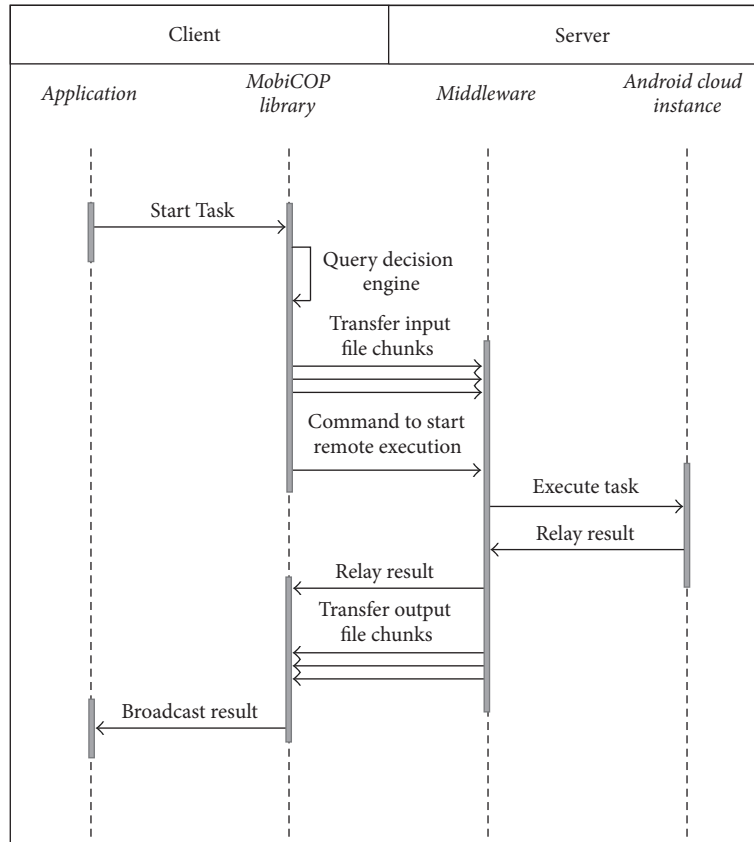 Client
Server
Application
MobiCOP
library
Middleware
Android cloud
instance
Start Task
Query decision
engine
Transfer input
file chunks
Command to start
remote execution
Execute task
Relay result
Relay result
Transfer output
file chunks
Broadcast result